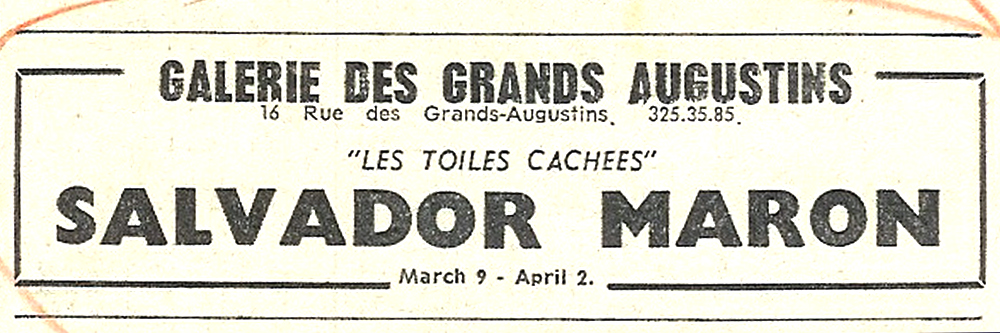 GALERIE DES GRANDS AUGUSTINS
16 Rue des Grands-Augustins. 325.35.85.
"LES TOILES CACHEES"
SALVADOR MARON
March 9 - April 2.